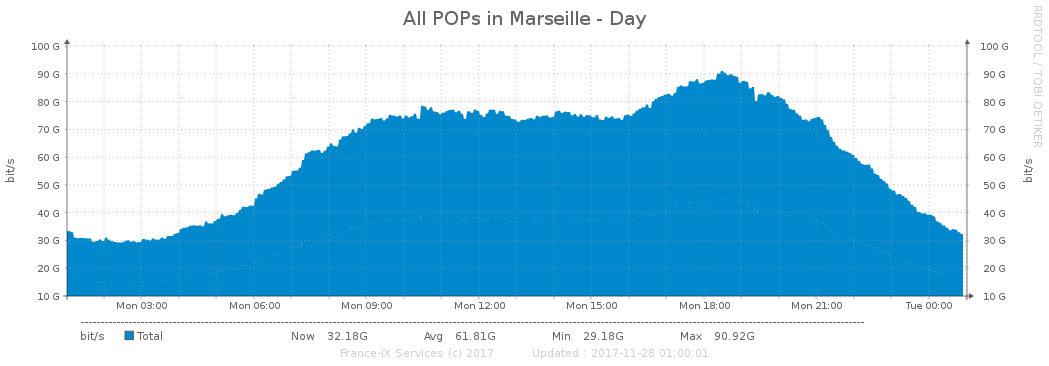 All POPs in Marseille - Day
RRDTOOL / TOBI OETIKER
bit/s
100 G 100 G
90 G 90 G
80 G 80 G
70 G 70 G
60 G 60 G
50 G 50 G
40 G 40 G
30 G 30 G
20 G 20 G
10 G 10 G
bit/s
Mon 03:00 Mon 06:00 Mon 09:00 Mon 12:00 Mon 15:00 Mon 18:00 Mon 21:00 Tue 00:00
bit/s Total Now 32.18G Avg 61.81G Min 29.18G Max 90.92G
France-IX Services (c) 2017 Updated : 2017-11-28 01:00:01